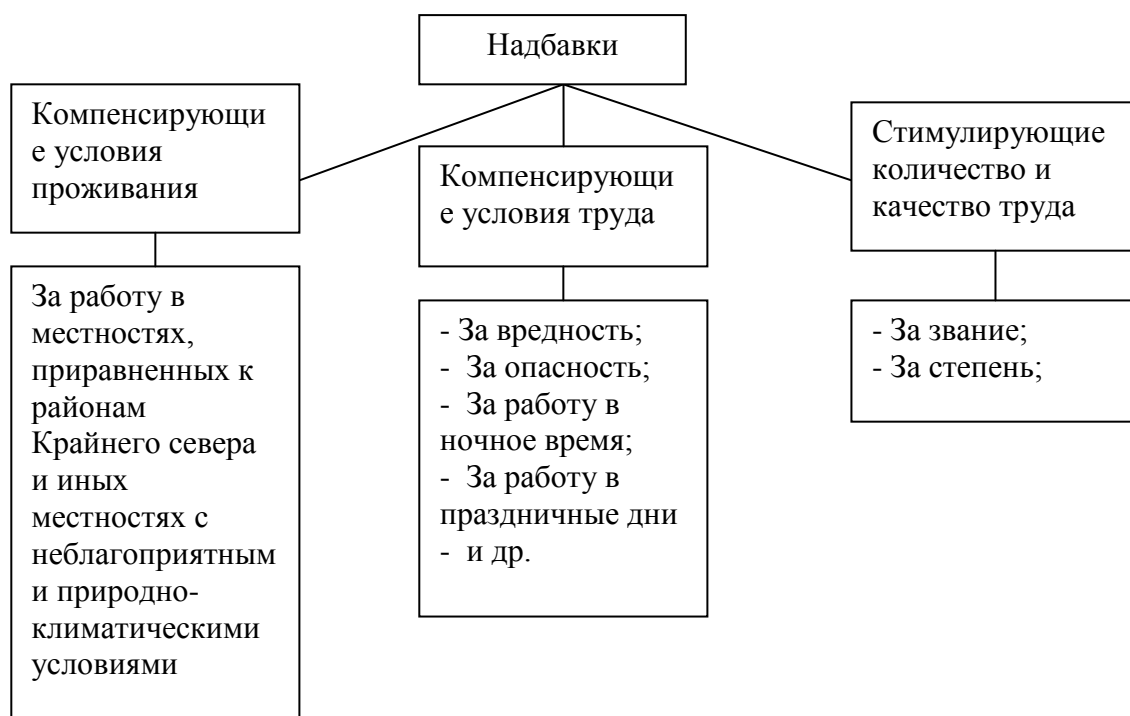 Надбавки
Компенсирующи
е условия
проживания
Компенсирующи
е условия труда
Стимулирующие
количество и
качество труда
За работу в
местностях,
приравненных к
районам
Крайнего севера
и иных
местностях с
неблагоприятным
и природно-
климатическими
условиями
- За вредность;
- За опасность;
- За работу в
ночное время;
- За работу в
праздничные дни
- и др.
- За звание;
- За степень;